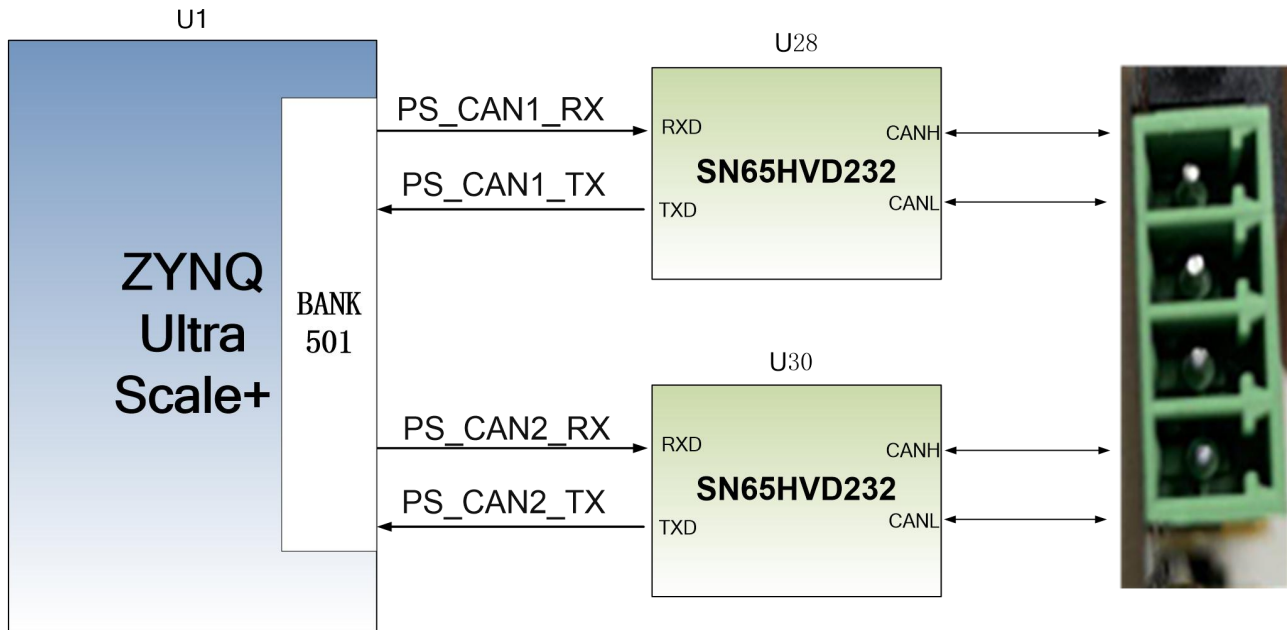 U1
ZYNQ
Ultra
Scale+
BANK
501
PS_CAN1_RX
PS_CAN1_TX
PS_CAN2_RX
PS_CAN2_TX
U28
RXD
CANH
SN65HVD232
TXD
CANL
U30
RXD
CANH
SN65HVD232
TXD
CANL